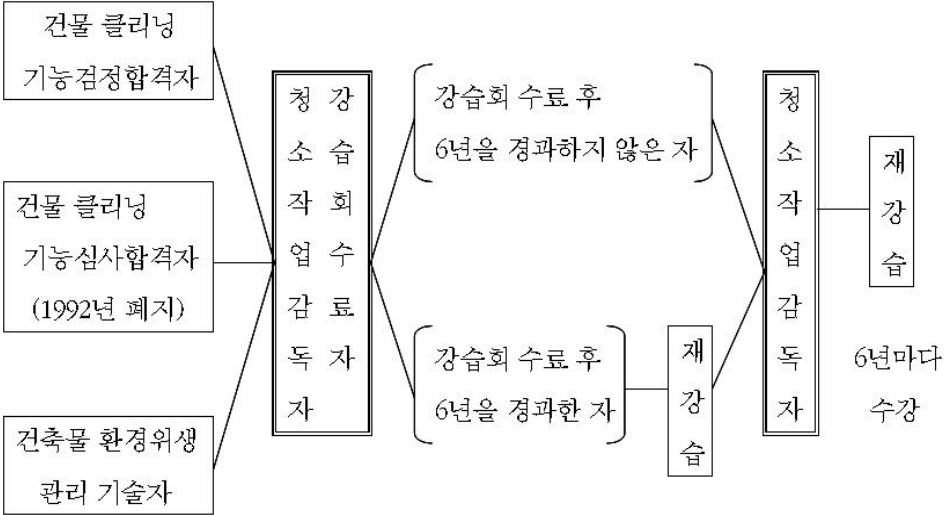 건물 클리닝
기능검정합격자
건물 클리닝
기능심사합격자
(1992년 폐지)
건축물 환경위생
관리 기술자
청소작업감독자
강습회수료자
강습회 수료 후
6년을 경과하지 않은 자
강습회 수료 후
6년을 경과한 자
재강습
청소작업감독자
재강습
6년마다
수강